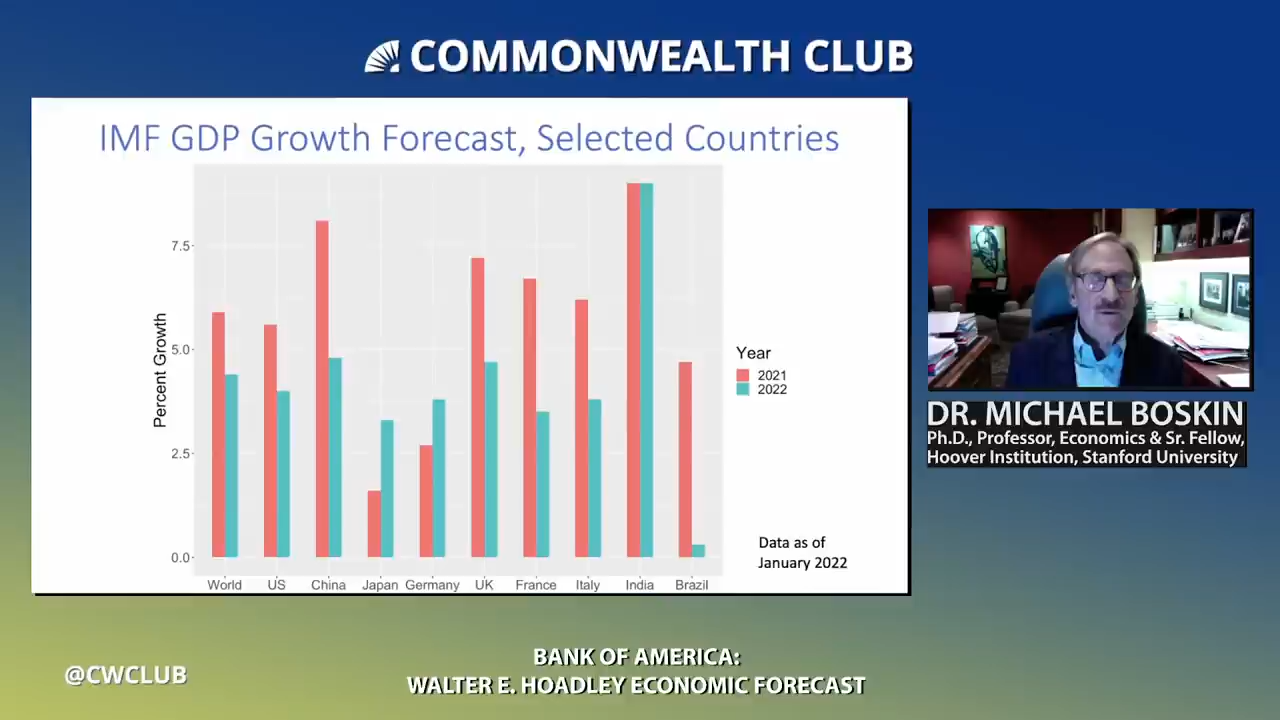 COMMONWEALTH CLUB
IMF GDP Growth Forecast, Selected Countries
Percent Growth
7.5
5.0
2.5
0.0
World US China Japan Germany UK France Italy India Brazil
Year
2021
2022
Data as of
January 2022
DR. MICHAEL BOSKIN
Ph.D., Professor, Economics & Sr. Fellow,
Hoover Institution, Stanford University
@CWCLUB
BANK OF AMERICA:
WALTER E. HOADLEY ECONOMIC FORECAST